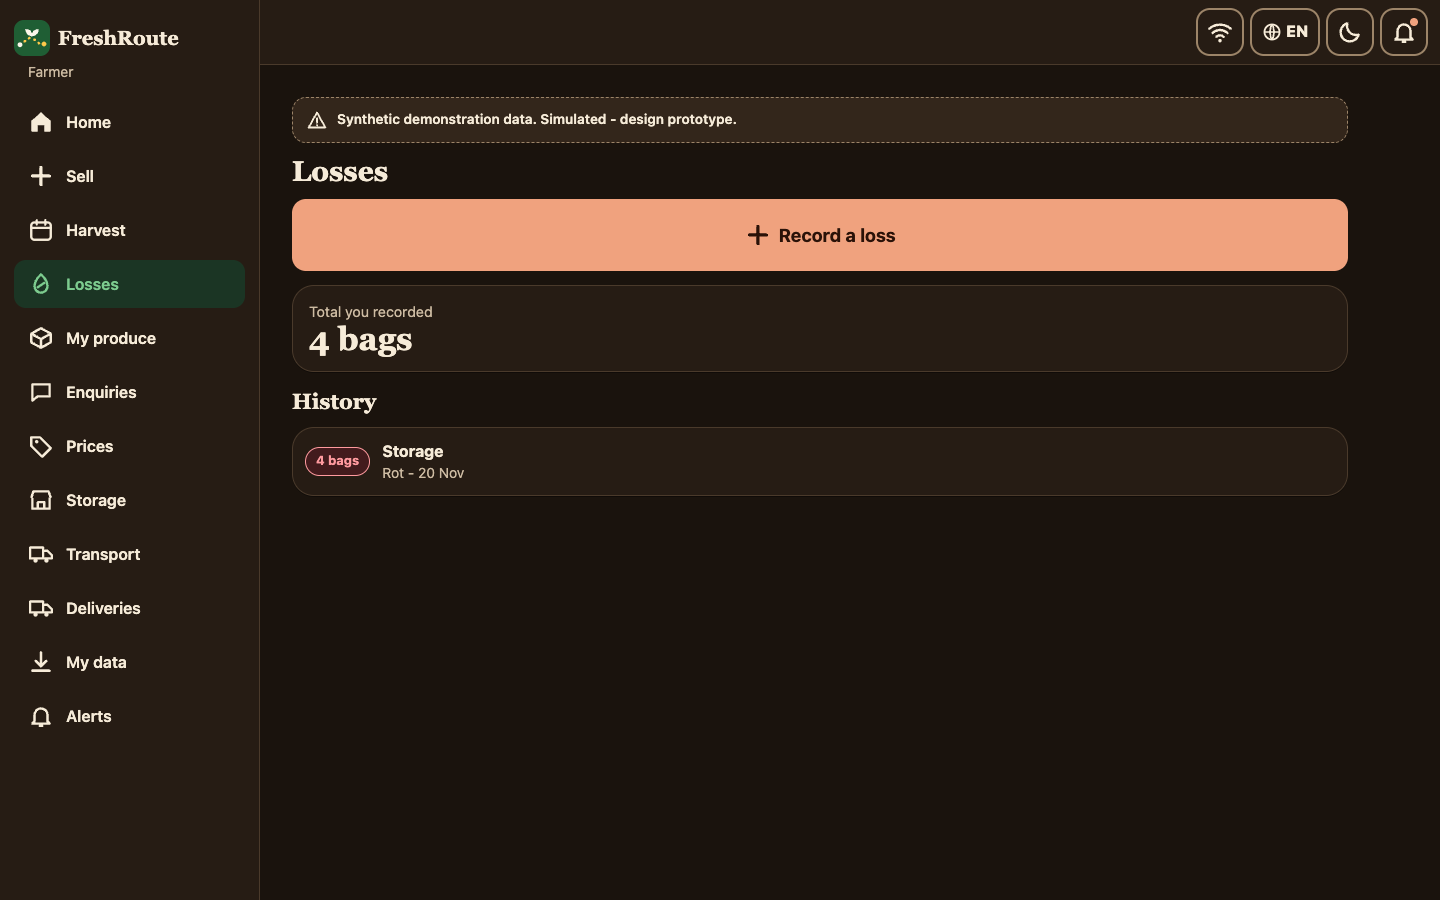 FreshRoute
Farmer
Home
Sell
Harvest
Losses
My produce
Enquiries
Prices
Storage
Transport
Deliveries
My data
Alerts
EN
Synthetic demonstration data. Simulated - design prototype.
Losses
Record a loss
Total you recorded
4 bags
History
4 bags
Storage
Rot - 20 Nov